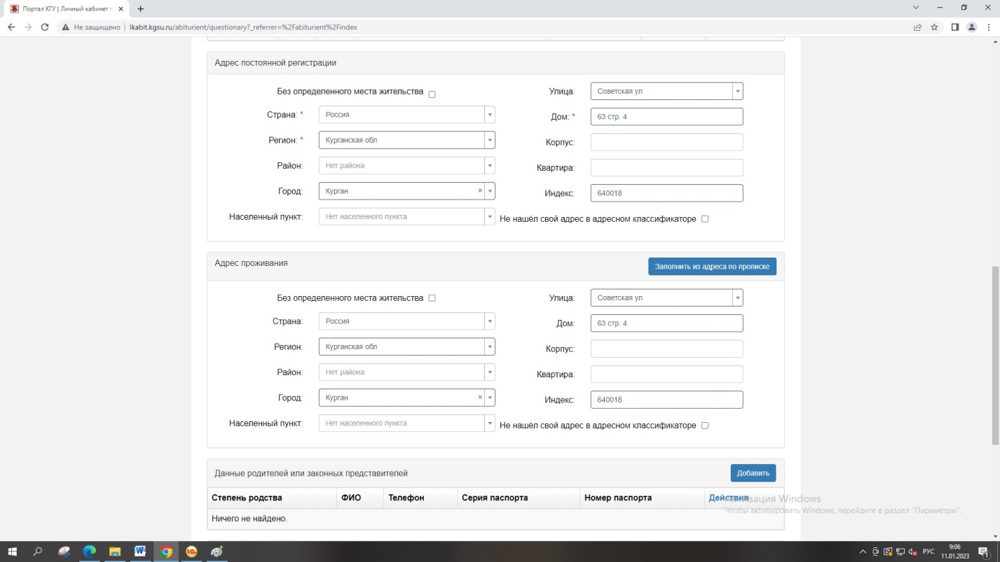 Портал КГУ | Личный кабинет п
Не защищено | lkabit.kgsu.ru/abiturient/questionary?_referrer=%2Fabiturient%2Findex
Адрес постоянной регистрации
Без определенного места жительства
Страна: * Россия
Регион: * Курганская обл
Район: Нет района
Город: Курган
Населенный пункт: Нет населенного пункта
Улица: Советская ул
Дом: * 63 стр. 4
Корпус:
Квартира:
Индекс: 640018
Не нашёл свой адрес в адресном классификаторе
Адрес проживания
Заполнить из адреса по прописке
Без определенного места жительства
Страна: Россия
Регион: Курганская обл
Район: Нет района
Город: Курган
Населенный пункт: Нет населенного пункта
Улица: Советская ул
Дом: 63 стр. 4
Корпус:
Квартира:
Индекс: 640018
Не нашёл свой адрес в адресном классификаторе
Данные родителей или законных представителей
Добавить
Степень родства ФИО Телефон Серия паспорта Номер паспорта Действия
Ничего не найдено.
Активация Windows
Чтобы активировать Windows, перейдите в раздел "Параметры".
РУС
9:06
11.01.2023
1